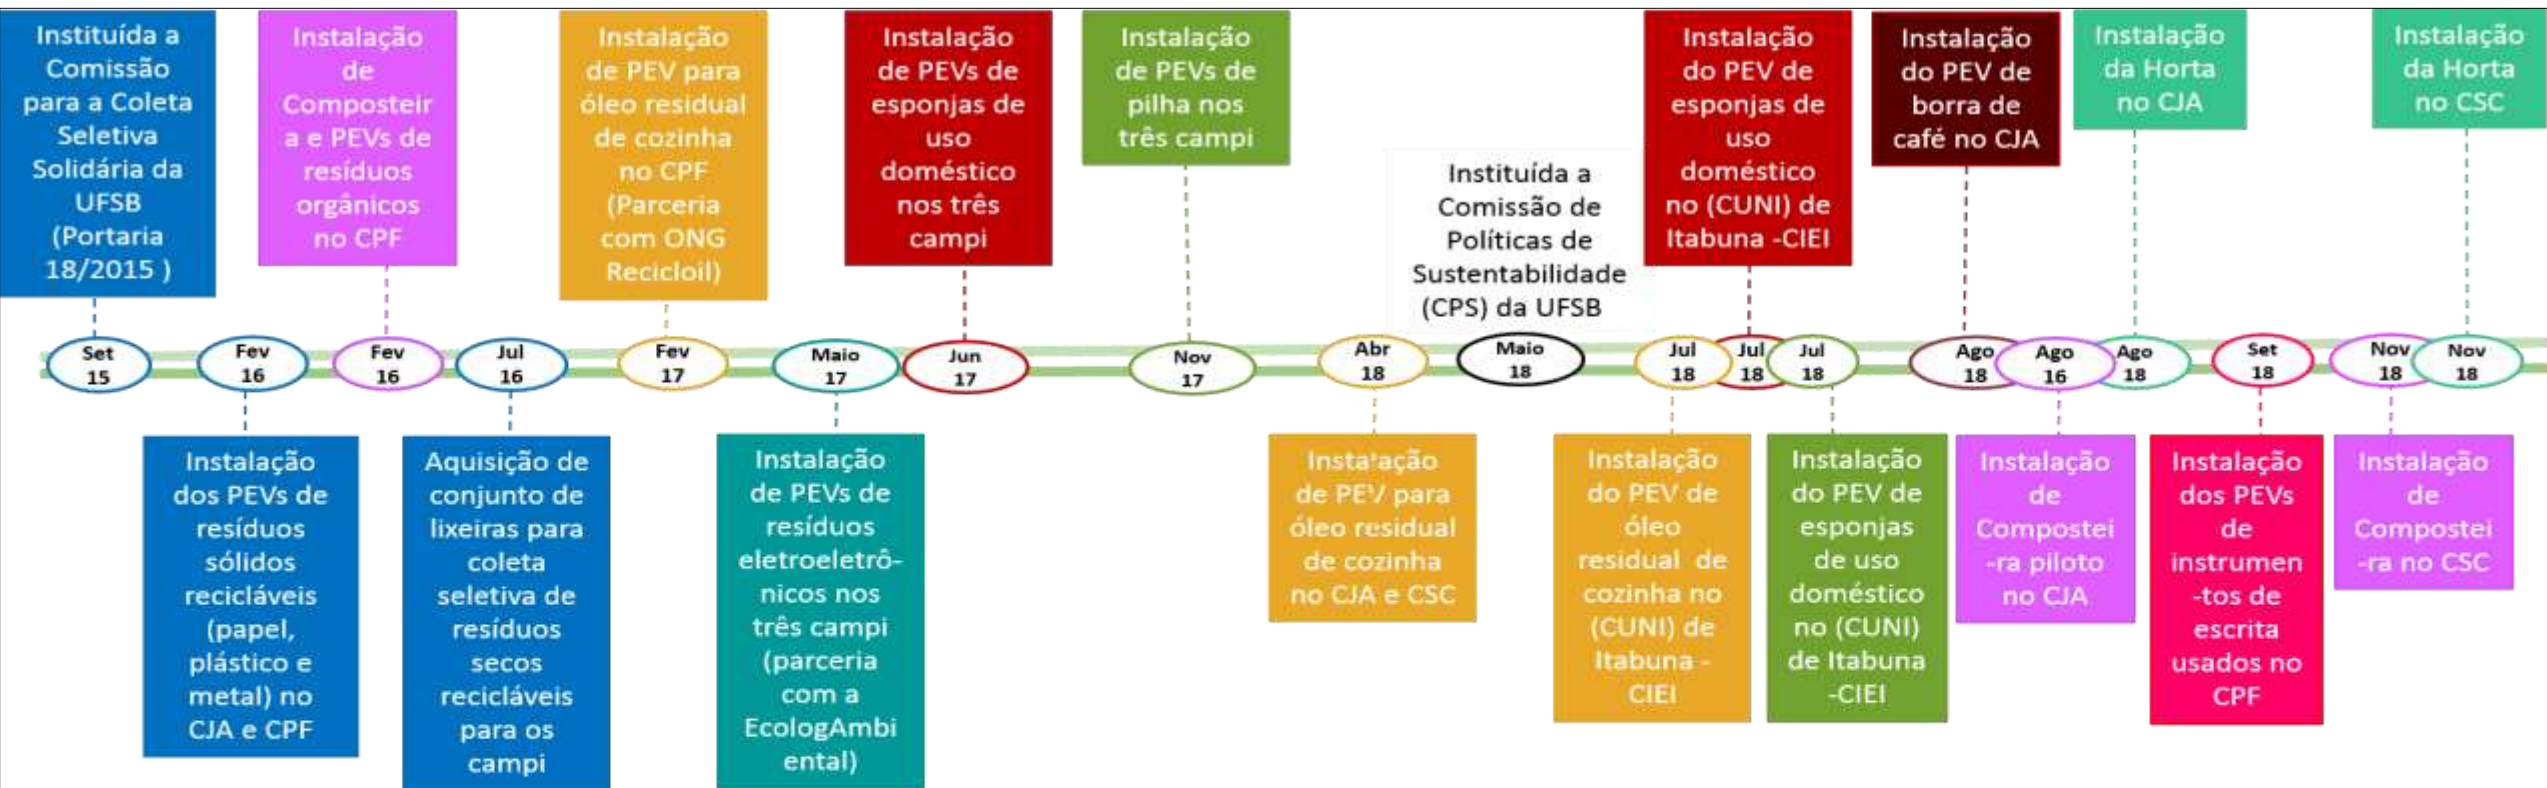 Instituída a
Comissão
para a Coleta
Seletiva
Solidária da
UFSB
(Portaria
18/2015 )
Instalação
de
Composteir
a e PEVs de
resíduos
orgânicos
no CPF
Instalação
de PEV para
óleo residual
de cozinha
no CPF
(Parceria
com ONG
Recicloil)
Instalação
de PEVs de
esponjas de
uso
doméstico
nos três
campi
Instalação
de PEVs de
pilha nos
três campi
Instituída a
Comissão de
Políticas de
Sustentabilidade
(CPS) da UFSB
Instalação
do PEV de
esponjas de
uso
doméstico
no (CUNI) de
Itabuna -CIEI
Instalação
do PEV de
borra de
café no CJA
Instalação
da Horta
no CJA
Instalação
da Horta
no CSC
Set
15
Fev
16
Fev
16
Jul
16
Fev
17
Maio
17
Jun
17
Nov
17
Abr
18
Maio
18
Jul
18
Jul
18
Jul
18
Ago
18
Ago
16
Ago
18
Set
18
Nov
18
Nov
18
Instalação
dos PEVs de
resíduos
sólidos
recicláveis
(papel,
plástico e
metal) no
CJA e CPF
Aquisição de
conjunto de
lixeiras para
coleta
seletiva de
resíduos
secos
recicláveis
para os
campi
Instalação
de PEVs de
resíduos
eletroeletrô-
nicos nos
três campi
(parceria
com a
EcologAmbi
ental)
Instalação
de PEV para
óleo residual
de cozinha
no CJA e CSC
Instalação
do PEV de
óleo
residual de
cozinha no
(CUNI) de
Itabuna -
CIEI
Instalação
do PEV de
esponjas
de uso
doméstico
no (CUNI)
de Itabuna
-CIEI
Instalação
de
Compostei
-ra piloto
no CJA
Instalação
dos PEVs
de
instrumen
-tos de
escrita
usados no
CPF
Instalação
de
Compostei
-ra no CSC